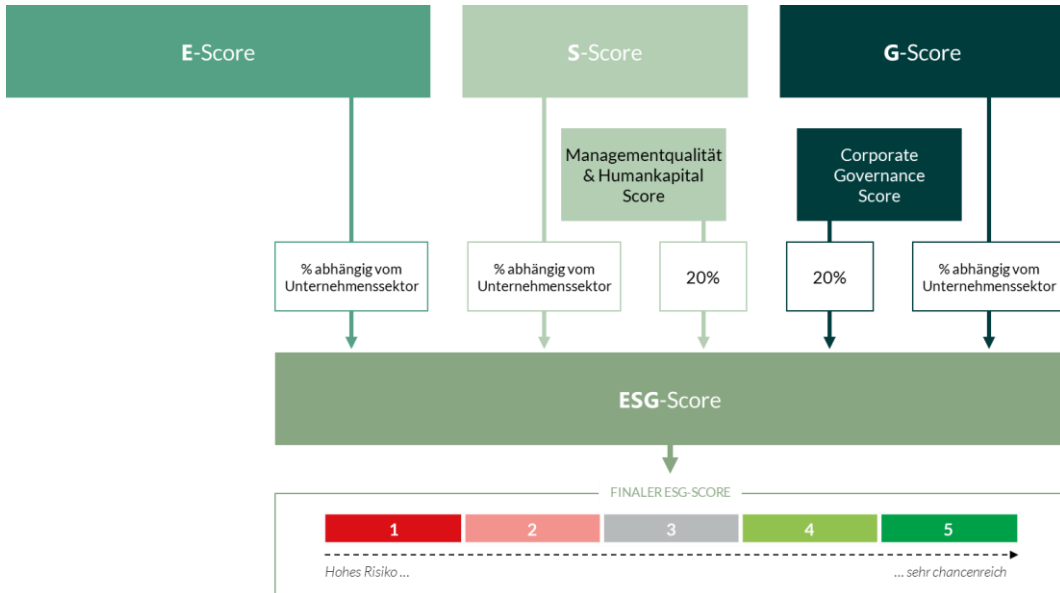 E-Score
S-Score
G-Score
Managementqualität
& Humankapital
Score
Corporate
Governance
Score
% abhängig vom
Unternehmenssektor
% abhängig vom
Unternehmenssektor
20%
20%
% abhängig vom
Unternehmenssektor
ESG-Score
FINALER ESG-SCORE
1
2
3
4
5
Hohes Risiko ...
... sehr chancenreich